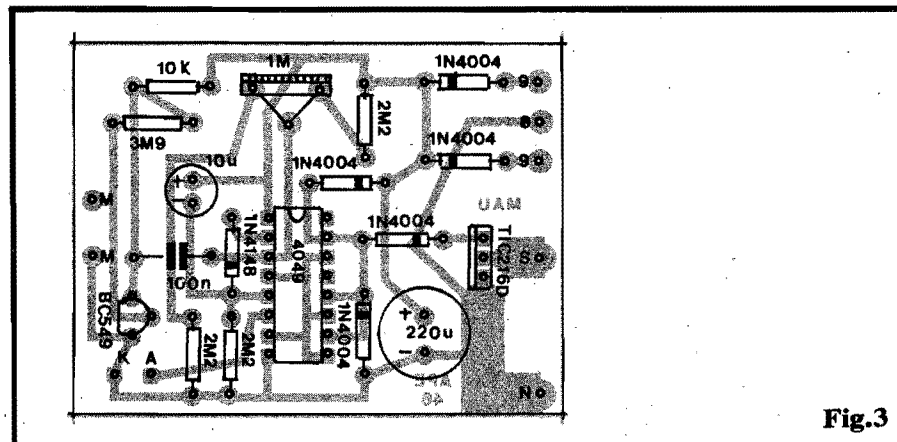 1M
10K
1N4004
9
2M2
8
3M9
1N4004
9
10u
1N4004
+
M
UAM
−
1N4148
4049
1N4004
TIC216D
M
S
100n
1N4004
BC549
+
220u
−
2M2
2M2
K A
N
Fig.3